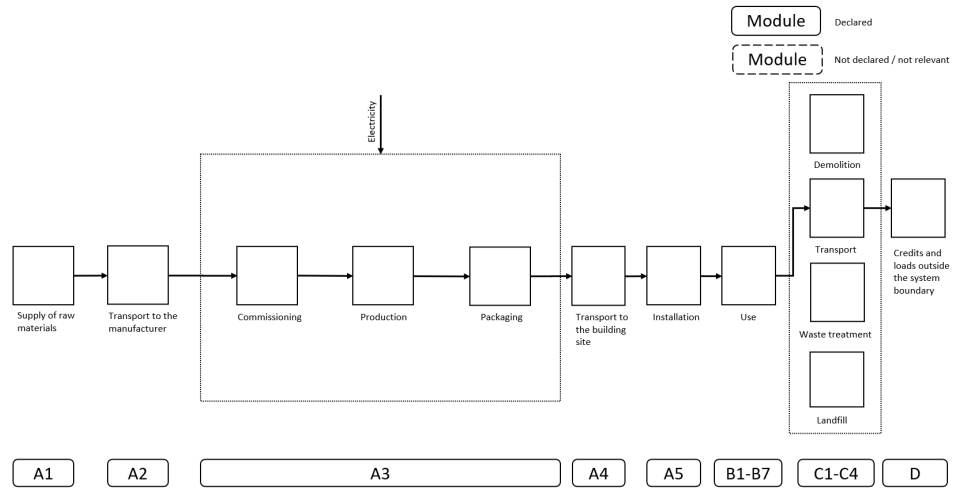 Module
Declared
Module
Not declared / not relevant
Electricity
Demolition
Transport
Supply of raw
materials
Transport to the
manufacturer
Commissioning
Production
Packaging
Transport to
the building
site
Installation
Use
Credits and
loads outside
the system
boundary
Waste treatment
Landfill
A1
A2
A3
A4
A5
B1-B7
C1-C4
D